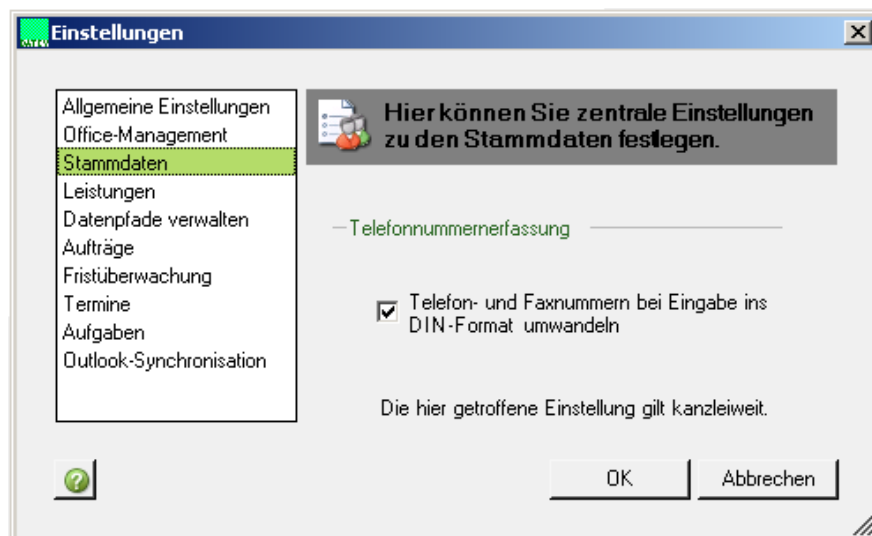 DATEV
Einstellungen
Allgemeine Einstellungen
Office-Management
Stammdaten
Leistungen
Datenpfade verwalten
Aufträge
Fristüberwachung
Termine
Aufgaben
Outlook-Synchronisation
Hier können Sie zentrale Einstellungen
zu den Stammdaten festlegen.
Telefonnummernerfassung
Telefon- und Faxnummern bei Eingabe ins
DIN-Format umwandeln
Die hier getroffene Einstellung gilt kanzleiweit.
?
OK
Abbrechen